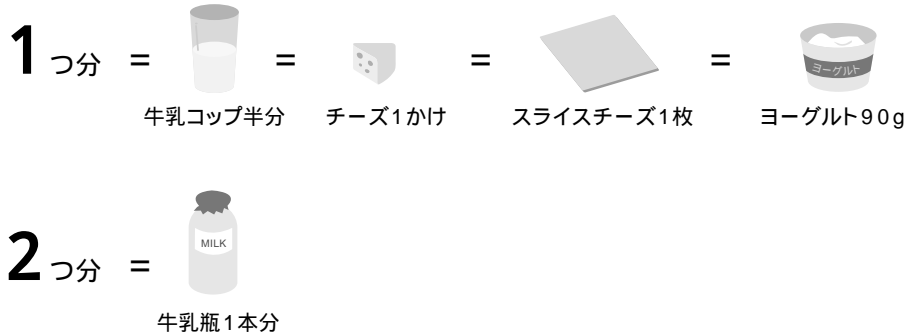 1つ分 = = = =
ヨーグルト
牛乳コップ半分 チーズ1かけ スライスチーズ1枚 ヨーグルト90g
2つ分 =
MILK
牛乳瓶1本分